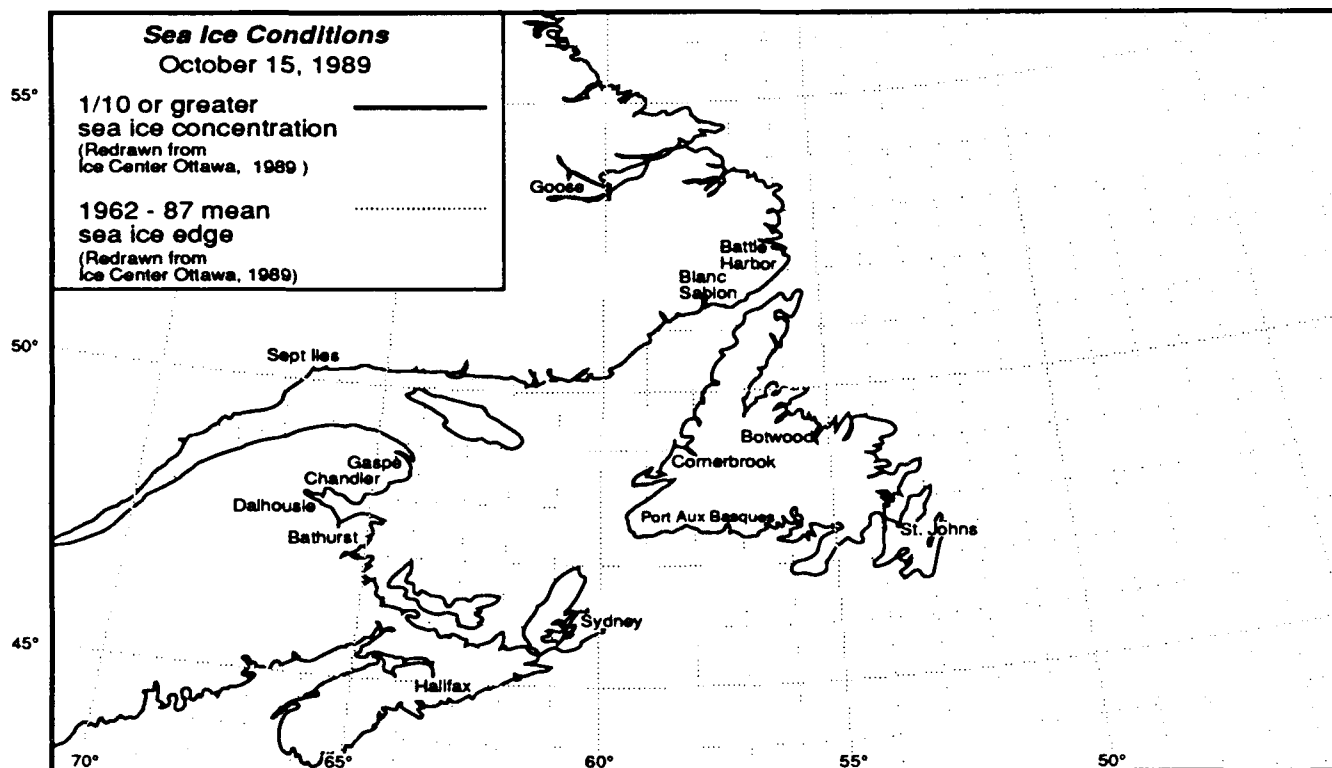 Sea Ice Conditions
October 15, 1989
1/10 or greater
sea ice concentration
(Redrawn from
Ice Center Ottawa, 1989 )
1962 - 87 mean
sea ice edge
(Redrawn from
Ice Center Ottawa, 1989)
55°
Goose
Battle
Harbor
Blanc
Sablon
50°
Sept Iles
Botwood
Gaspe
Cornerbrook
Chandler
Dalhousie
Port Aux Basques
St. Johns
Bathurst
Sydney
45°
Halifax
70°
65°
60°
55°
50°